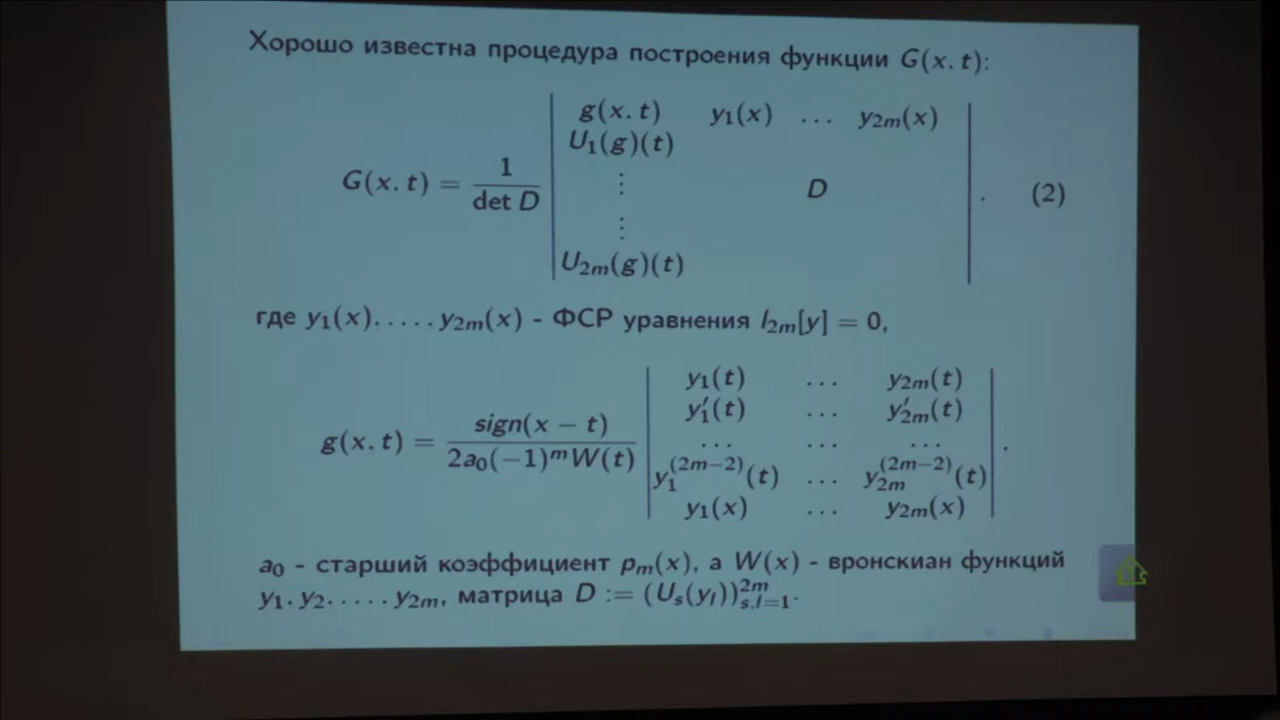 Хорошо известна процедура построения функции G(x. t):
G(x. t) = 1 / det D | g(x. t) y₁(x) ... y₂ₘ(x) |
U₁(g)(t)
⋮ D . (2)
⋮
U₂ₘ(g)(t)
где y₁(x). . . . . y₂ₘ(x) - ФСР уравнения l₂ₘ[y] = 0,
g(x. t) = sign(x − t) / 2a₀(−1)ᵐW(t) | y₁(t) ... y₂ₘ(t) |
y′₁(t) ... y′₂ₘ(t)
... ... ...
y₁^(2m−2)(t) ... y₂ₘ^(2m−2)(t) .
y₁(x) ... y₂ₘ(x)
a₀ - старший коэффициент pₘ(x), а W(x) - вронскиан функций
y₁. y₂. . . . . y₂ₘ, матрица D := (Uₛ(yₗ))²ᵐₛ.ₗ₌₁.